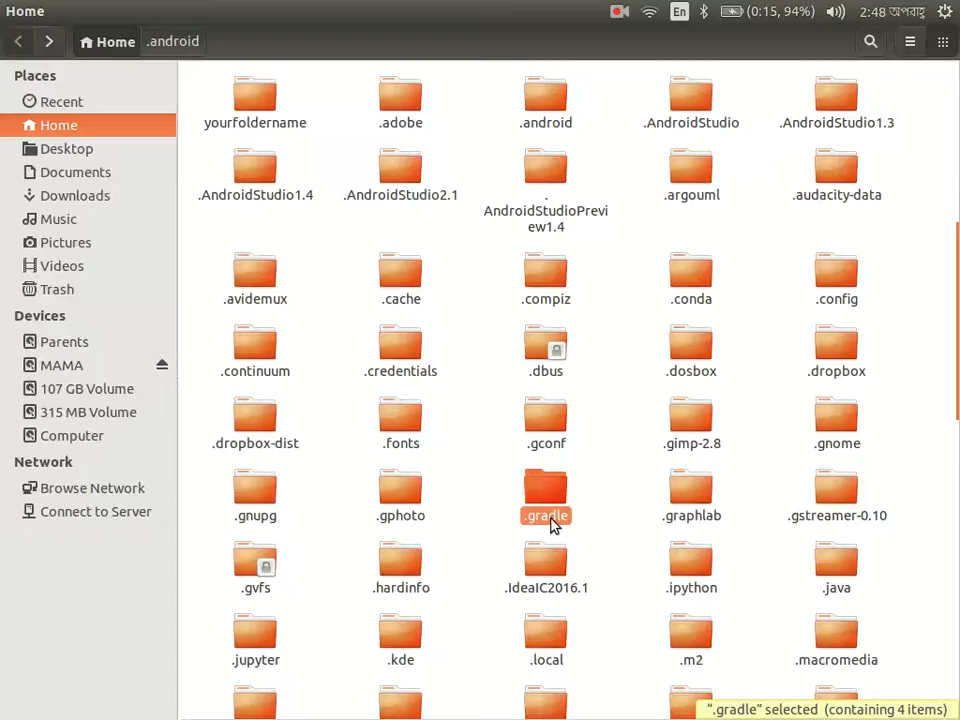 Home
En
(0:15, 94%)
2:48 অপরাহ্ণ
Home
.android
Places
Recent
Home
Desktop
Documents
Downloads
Music
Pictures
Videos
Trash
Devices
Parents
MAMA
107 GB Volume
315 MB Volume
Computer
Network
Browse Network
Connect to Server
yourfoldername
.adobe
.android
.AndroidStudio
.AndroidStudio1.3
.AndroidStudio1.4
.AndroidStudio2.1
.
AndroidStudioPrevi
ew1.4
.argouml
.audacity-data
.avidemux
.cache
.compiz
.conda
.config
.continuum
.credentials
.dbus
.dosbox
.dropbox
.dropbox-dist
.fonts
.gconf
.gimp-2.8
.gnome
.gnupg
.gphoto
.gradle
.graphlab
.gstreamer-0.10
.gvfs
.hardinfo
.IdeaIC2016.1
.ipython
.java
.jupyter
.kde
.local
.m2
.macromedia
“.gradle” selected (containing 4 items)